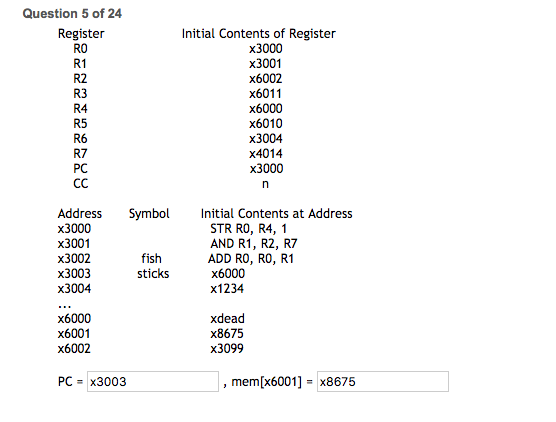 Question 5 of 24
Register Initial Contents of Register
R0 x3000
R1 x3001
R2 x6002
R3 x6011
R4 x6000
R5 x6010
R6 x3004
R7 x4014
PC x3000
CC n
Address Symbol Initial Contents at Address
x3000 STR R0, R4, 1
x3001 AND R1, R2, R7
x3002 fish ADD R0, R0, R1
x3003 sticks x6000
x3004 x1234
...
x6000 xdead
x6001 x8675
x6002 x3099
PC = x3003 , mem[x6001] = x8675